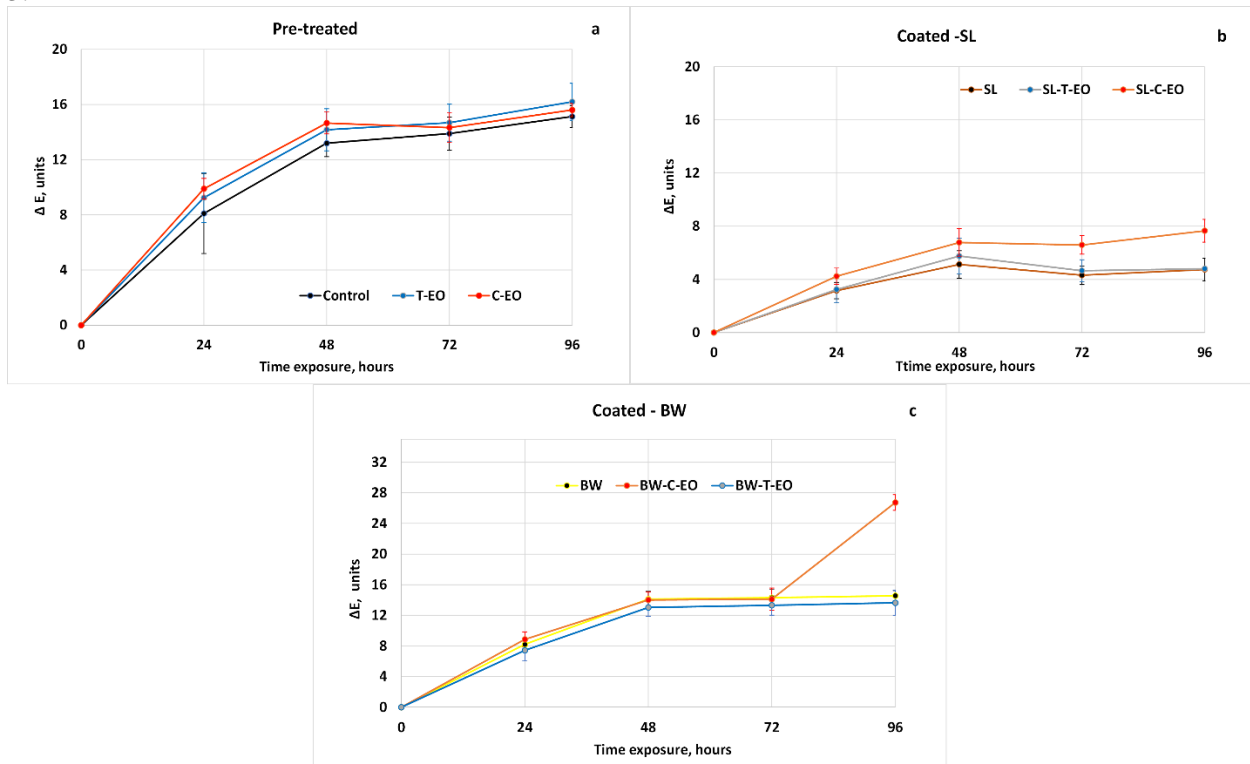 Pre-treated
a
20
16
12
8
4
0
Δ E, units
Control T-EO C-EO
0 24 48 72 96
Time exposure, hours
Coated -SL
b
SL SL-T-EO SL-C-EO
20
16
12
8
4
0
ΔE, units
0 24 48 72 96
Ttime exposure, hours
Coated - BW
c
BW BW-C-EO BW-T-EO
32
28
24
20
16
12
8
4
0
ΔE, units
0 24 48 72 96
Time exposure, hours